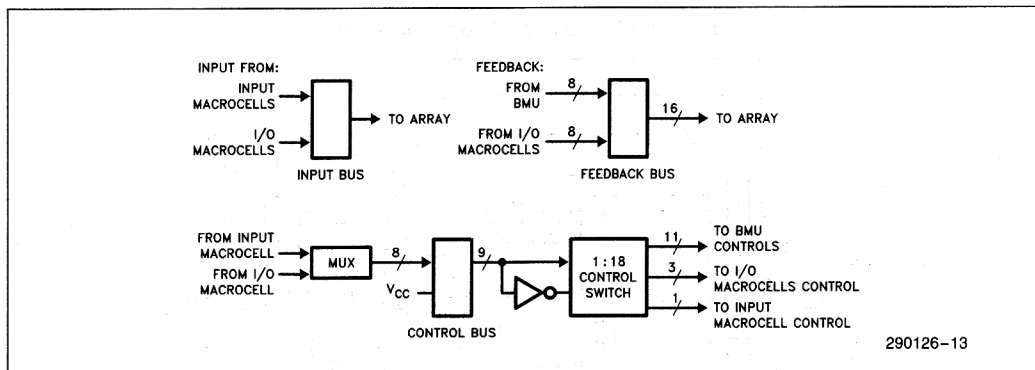 INPUT FROM:
INPUT
MACROCELLS
I/O
MACROCELLS
TO ARRAY
INPUT BUS
FEEDBACK:
FROM
BMU
8
FROM I/O
MACROCELLS
8
16
TO ARRAY
FEEDBACK BUS
FROM INPUT
MACROCELL
FROM I/O
MACROCELL
MUX
8
VCC
CONTROL BUS
9
1:18
CONTROL
SWITCH
11
TO BMU
CONTROLS
3
TO I/O
MACROCELLS CONTROL
1
TO INPUT
MACROCELL CONTROL
290126–13